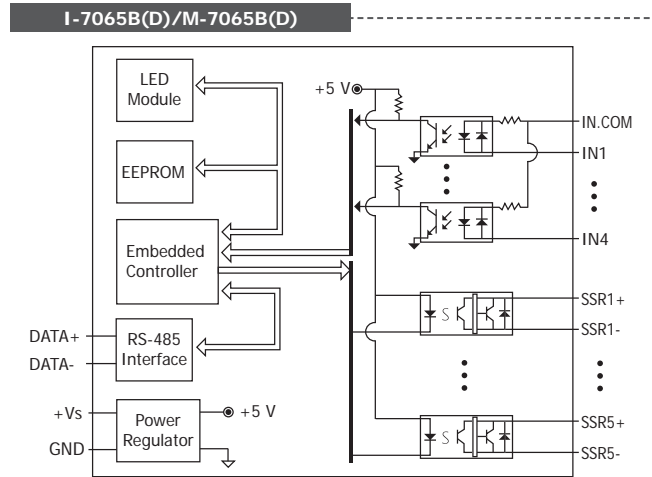 I-7065B(D)/M-7065B(D)
LED
Module
EEPROM
Embedded
Controller
RS-485
Interface
DATA+
DATA-
+Vs
GND
Power
Regulator
+5 V
+5 V
IN.COM
IN1
IN4
S
SSR1+
SSR1-
S
SSR5+
SSR5-